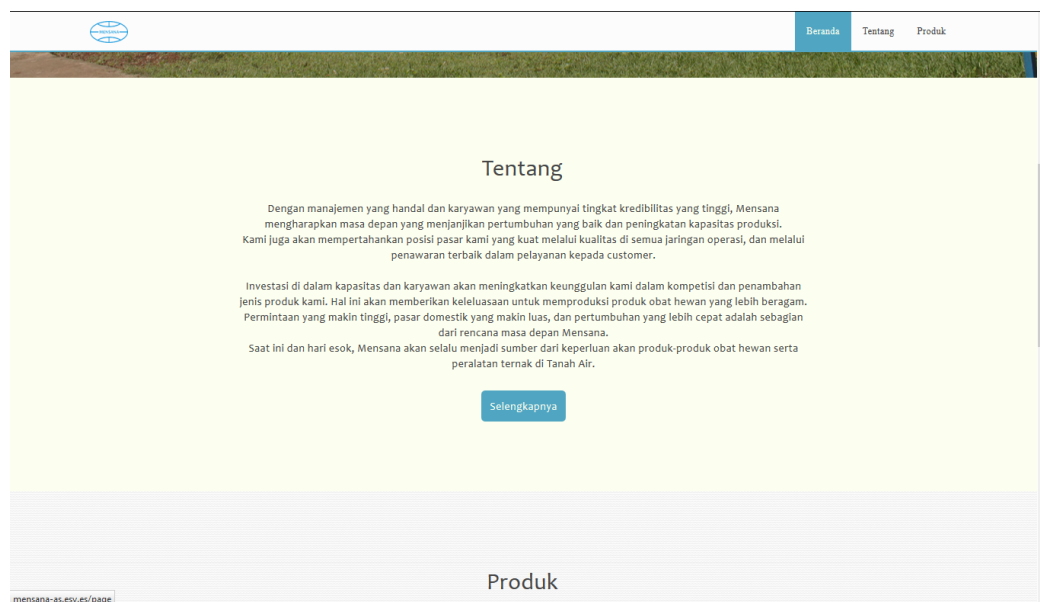 MENSANA
Beranda Tentang Produk
Tentang
Dengan manajemen yang handal dan karyawan yang mempunyai tingkat kredibilitas yang tinggi, Mensana
mengharapkan masa depan yang menjanjikan pertumbuhan yang baik dan peningkatan kapasitas produksi.
Kami juga akan mempertahankan posisi pasar kami yang kuat melalui kualitas di semua jaringan operasi, dan melalui
penawaran terbaik dalam pelayanan kepada customer.
Investasi di dalam kapasitas dan karyawan akan meningkatkan keunggulan kami dalam kompetisi dan penambahan
jenis produk kami. Hal ini akan memberikan keleluasaan untuk memproduksi produk obat hewan yang lebih beragam.
Permintaan yang makin tinggi, pasar domestik yang makin luas, dan pertumbuhan yang lebih cepat adalah sebagian
dari rencana masa depan Mensana.
Saat ini dan hari esok, Mensana akan selalu menjadi sumber dari keperluan akan produk-produk obat hewan serta
peralatan ternak di Tanah Air.
Selengkapnya
Produk
mensana-as.esy.es/page